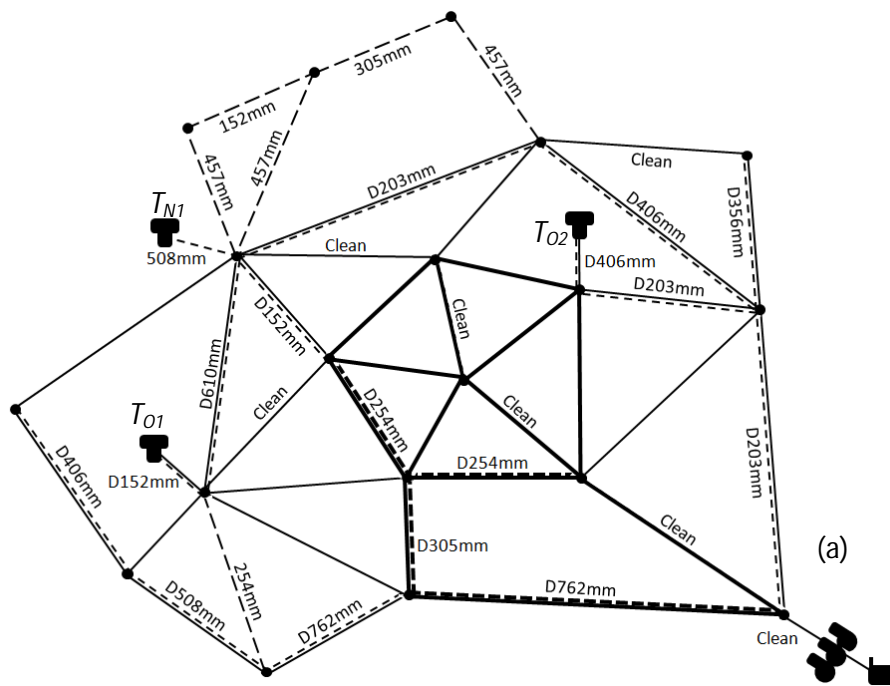 305mm
457mm
152mm
457mm
457mm
D203mm
Clean
D406mm
D356mm
T_N1
508mm
Clean
T_O2
D406mm
D203mm
D152mm
Clean
D610mm
Clean
T_O1
D254mm
Clean
D406mm
D152mm
D254mm
D203mm
Clean
D305mm
(a)
254mm
D508mm
D762mm
D762mm
Clean